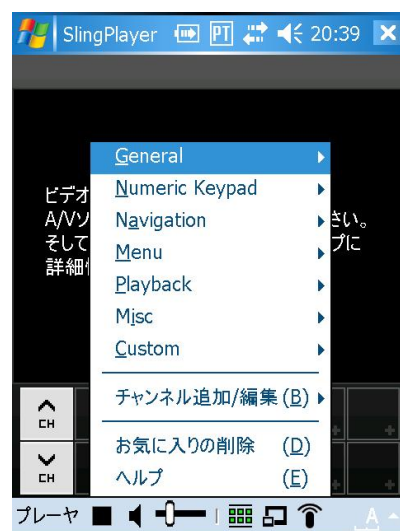 SlingPlayer PT 20:39
General
Numeric Keypad
ビデオ
Navigation
A/Vソ さい。
Menu
そして プに
詳細
Playback
Misc
Custom
チャンネル追加/編集 (B)
CH
お気に入りの削除 (D)
CH
ヘルプ (E)
プレーヤ A